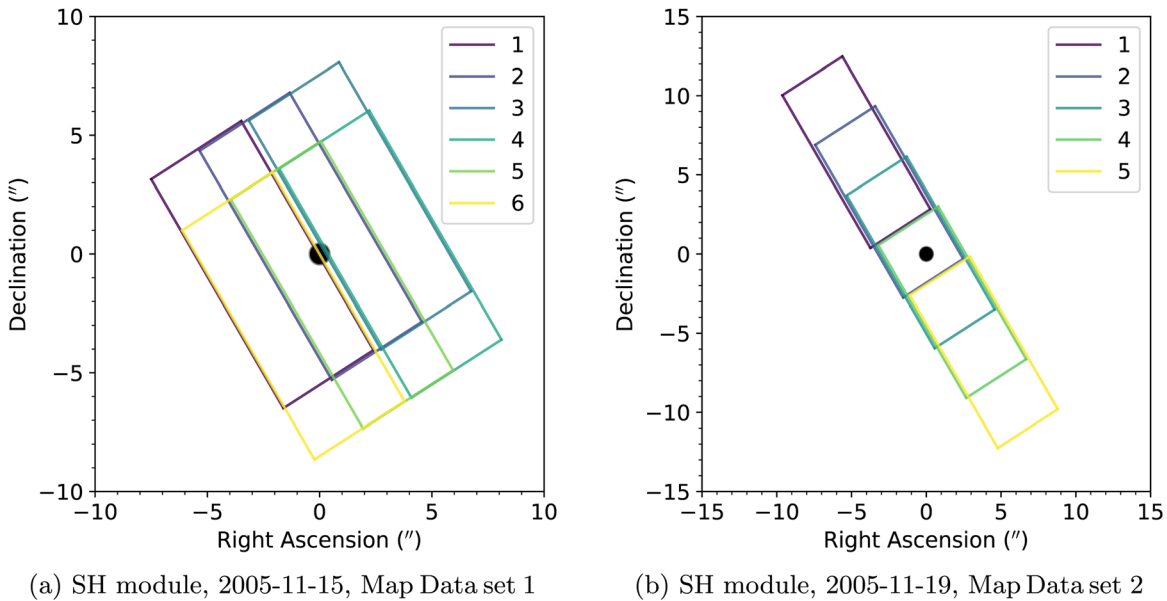 10
5
0
−5
−10
Declination (″)
−10 −5 0 5 10
Right Ascension (″)
1
2
3
4
5
6
(a) SH module, 2005-11-15, Map Data set 1
15
10
5
0
−5
−10
−15
Declination (″)
−15 −10 −5 0 5 10 15
Right Ascension (″)
1
2
3
4
5
(b) SH module, 2005-11-19, Map Data set 2